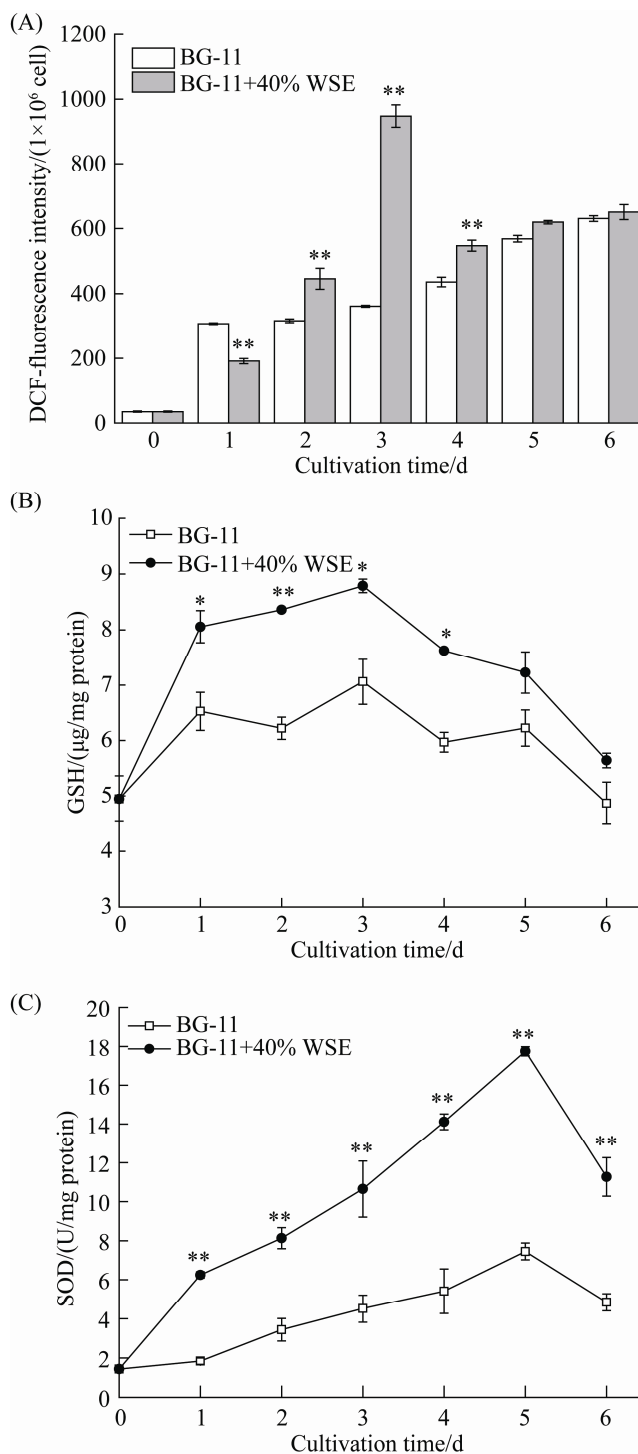 (A)
1200
1000
800
600
400
200
0
DCF-fluorescence intensity/(1×10⁶ cell)
BG-11
BG-11+40% WSE
**
**
**
**
0 1 2 3 4 5 6
Cultivation time/d
(B)
10
9
8
7
6
5
4
3
GSH/(μg/mg protein)
BG-11
BG-11+40% WSE
*
**
*
*
0 1 2 3 4 5 6
Cultivation time/d
(C)
20
18
16
14
12
10
8
6
4
2
0
SOD/(U/mg protein)
BG-11
BG-11+40% WSE
**
**
**
**
**
**
0 1 2 3 4 5 6
Cultivation time/d